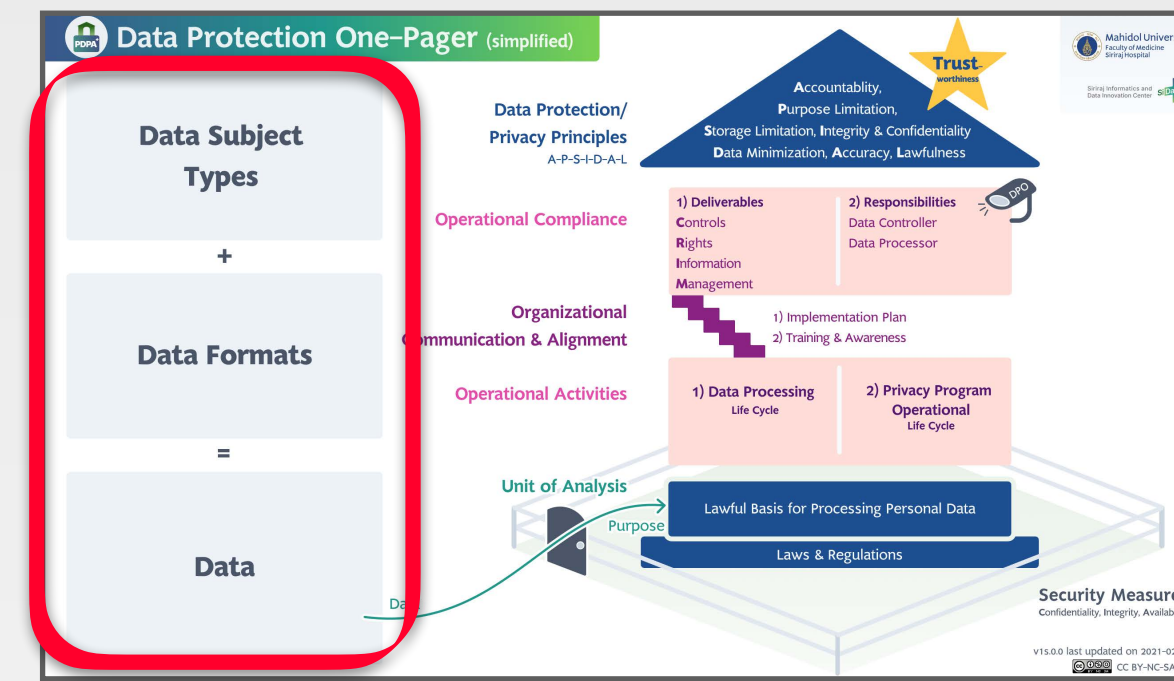 PDPA
Data Protection One-Pager (simplified)
Data Subject
Types
+
Data Formats
=
Data
Data Protection/
Privacy Principles
A-P-S-I-D-A-L
Trust-
worthiness
Accountablity,
Purpose Limitation,
Storage Limitation, Integrity & Confidentiality
Data Minimization, Accuracy, Lawfulness
Mahidol Univer
Faculty of Medicine
Siriraj Hospital
Siriraj Informatics and
Data Innovation Center
Operational Compliance
1) Deliverables
Controls
Rights
Information
Management
2) Responsibilities
Data Controller
Data Processor
DPO
Organizational
mmunication & Alignment
1) Implementation Plan
2) Training & Awareness
Operational Activities
1) Data Processing
Life Cycle
2) Privacy Program
Operational
Life Cycle
Unit of Analysis
Purpose
Da
Lawful Basis for Processing Personal Data
Laws & Regulations
Security Measure
Confidentiality, Integrity, Availab
v1s.0.0 last updated on 2021-02
CC BY-NC-SA